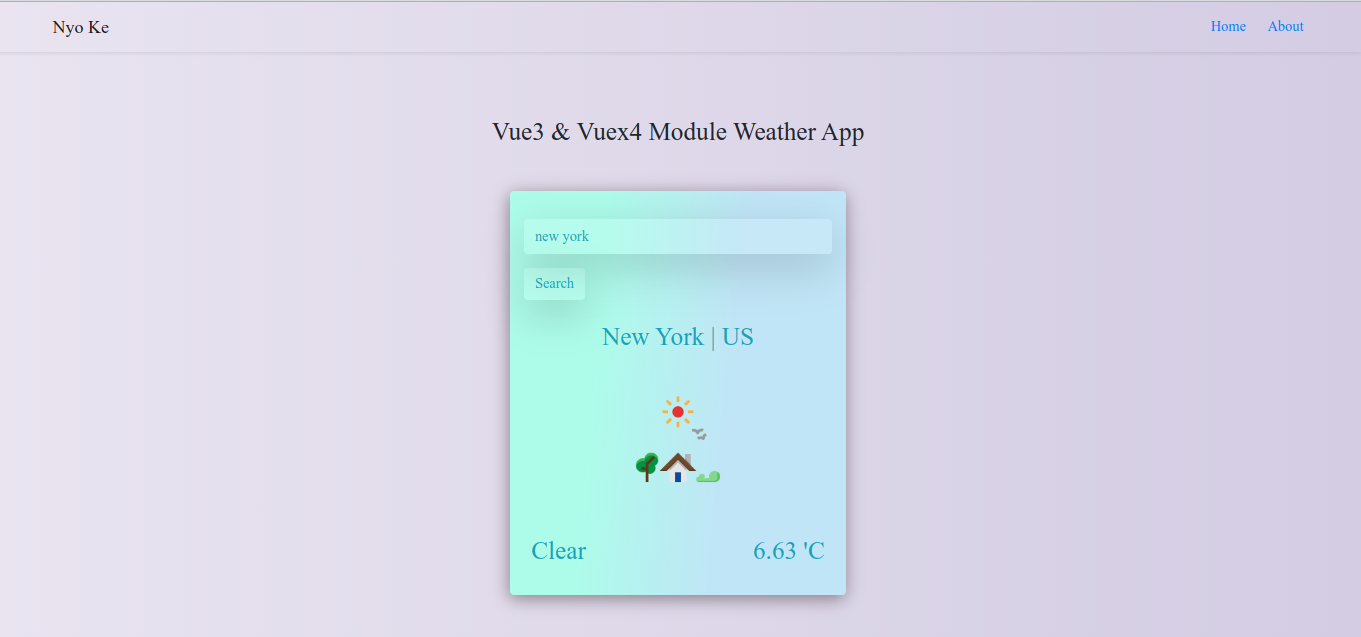 Nyo Ke
Home About
Vue3 & Vuex4 Module Weather App
new york
Search
New York | US
Clear 6.63 'C